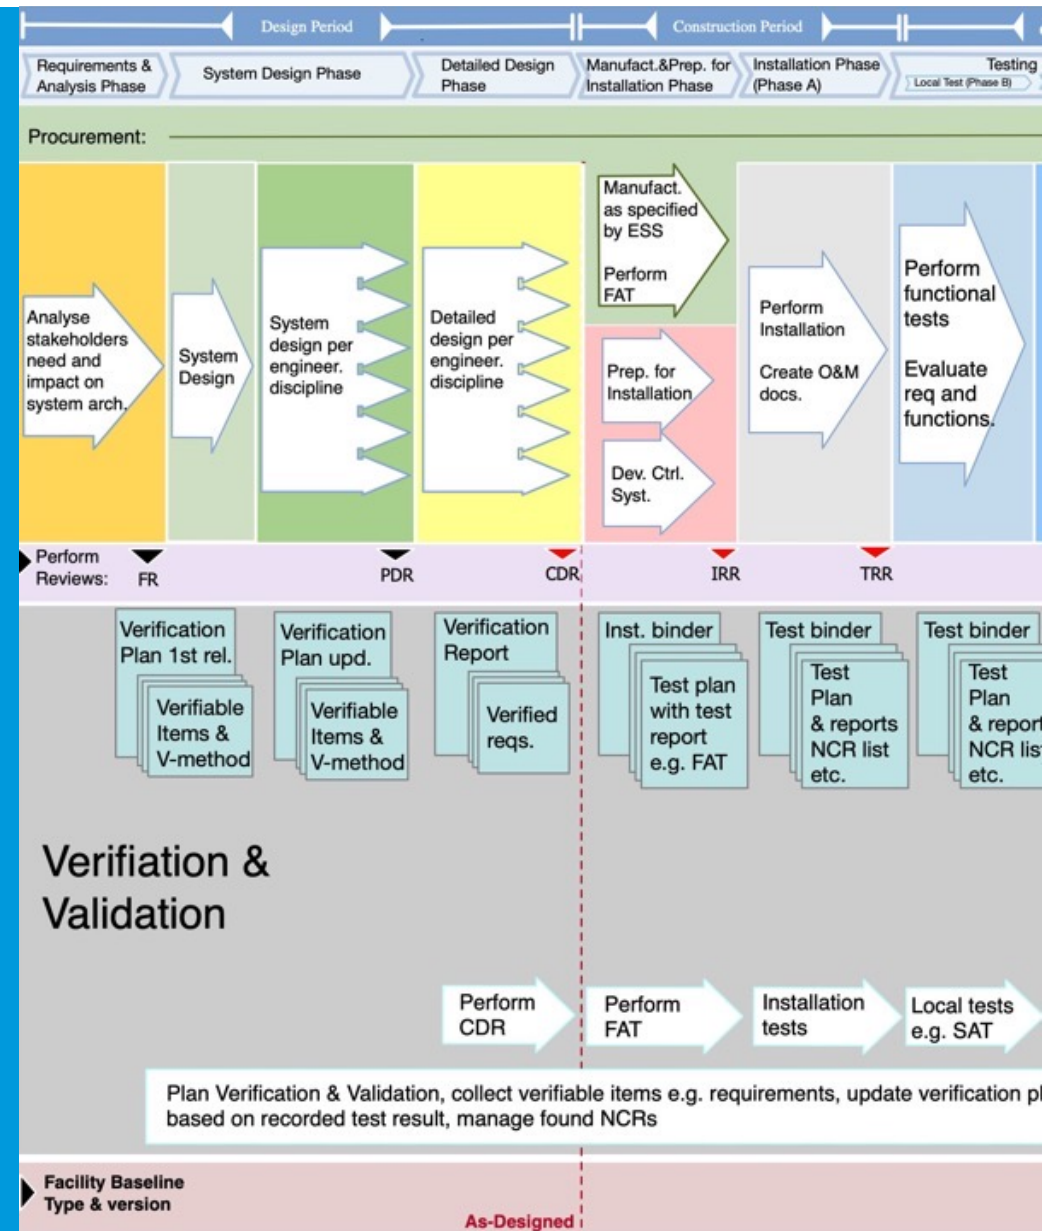 Design Period
Construction Period
Requirements &
Analysis Phase
System Design Phase
Detailed Design
Phase
Manufact.&Prep. for
Installation Phase
Installation Phase
(Phase A)
Testing
Local Test (Phase B)
Procurement:
Analyse
stakeholders
need and
impact on
system arch.
System
Design
System
design per
engineer.
discipline
Detailed
design per
engineer.
discipline
Manufact.
as specified
by ESS
Perform
FAT
Prep. for
Installation
Dev. Ctrl.
Syst.
Perform
Installation
Create O&M
docs.
Perform
functional
tests
Evaluate
req and
functions.
Perform
Reviews:
FR
PDR
CDR
IRR
TRR
Verification
Plan 1st rel.
Verifiable
Items &
V-method
Verification
Plan upd.
Verifiable
Items &
V-method
Verification
Report
Verified
reqs.
Inst. binder
Test plan
with test
report
e.g. FAT
Test binder
Test
Plan
& reports
NCR list
etc.
Test binder
Test
Plan
& report
NCR lis
etc.
Verifiation &
Validation
Perform
CDR
Perform
FAT
Installation
tests
Local tests
e.g. SAT
Plan Verification & Validation, collect verifiable items e.g. requirements, update verification pl
based on recorded test result, manage found NCRs
Facility Baseline
Type & version
As-Designed